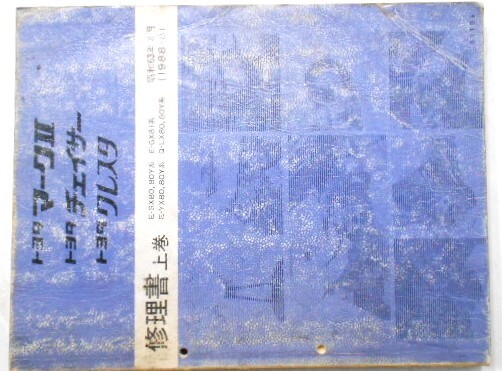 トヨタ マークII
トヨタ チェイサー
トヨタ クレスタ
修理書 上巻
E-SX80, 80Y系 E-GX81系
E-YX80, 80Y系 Q-LX80, 80Y系
昭和63年 8月
(1988-8)